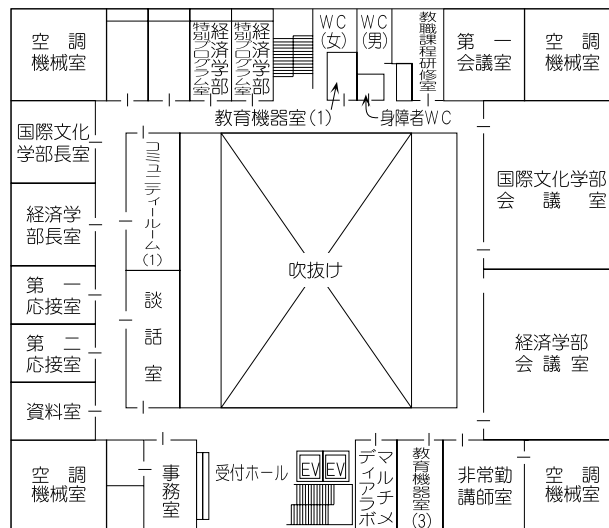 空調
機械室
経済学部
特別プログラム室
経済学部
特別プログラム室
WC
(女)
WC
(男)
教職課程研修室
第一
会議室
空調
機械室
教育機器室(1)
身障者WC
国際文化
学部長室
コミュニティールーム(1)
国際文化学部
会議室
経済学
部長室
吹抜け
第一
応接室
談話室
経済学部
会議室
第二
応接室
資料室
空調
機械室
事務室
受付ホール
EV
EV
マルチメ
ディアラボ
教育機器室(3)
非常勤
講師室
空調
機械室